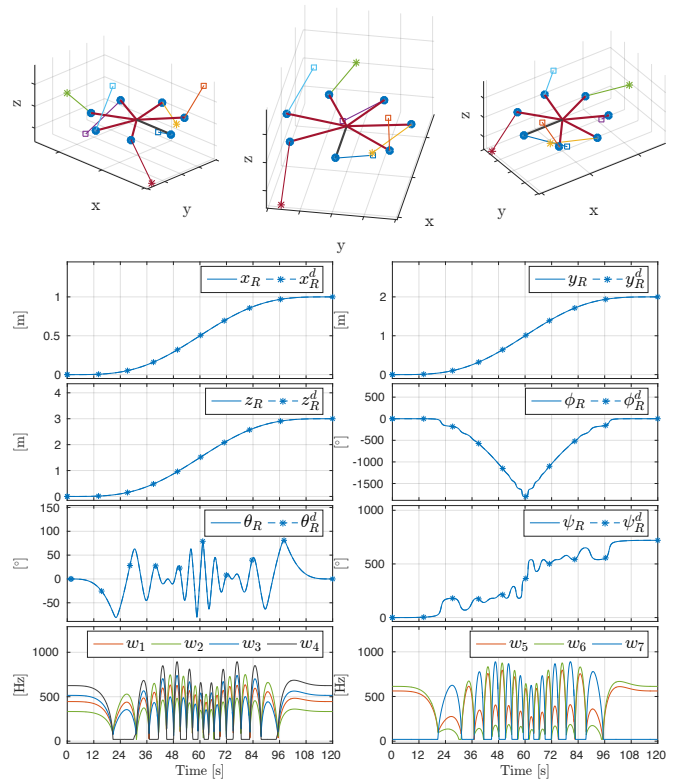 z
x
y
z
y
x
z
y
x
x_R x_R^d
1
0.5
0
[m]
y_R y_R^d
2
1
0
[m]
z_R z_R^d
3
2
1
0
[m]
ϕ_R ϕ_R^d
500
0
-500
-1000
-1500
[°]
θ_R θ_R^d
150
100
50
0
-50
[°]
ψ_R ψ_R^d
1000
500
0
[°]
w_1 w_2 w_3 w_4
1000
500
0
[Hz]
0 12 24 36 48 60 72 84 96 108 120
Time [s]
w_5 w_6 w_7
1000
500
0
[Hz]
0 12 24 36 48 60 72 84 96 108 120
Time [s]